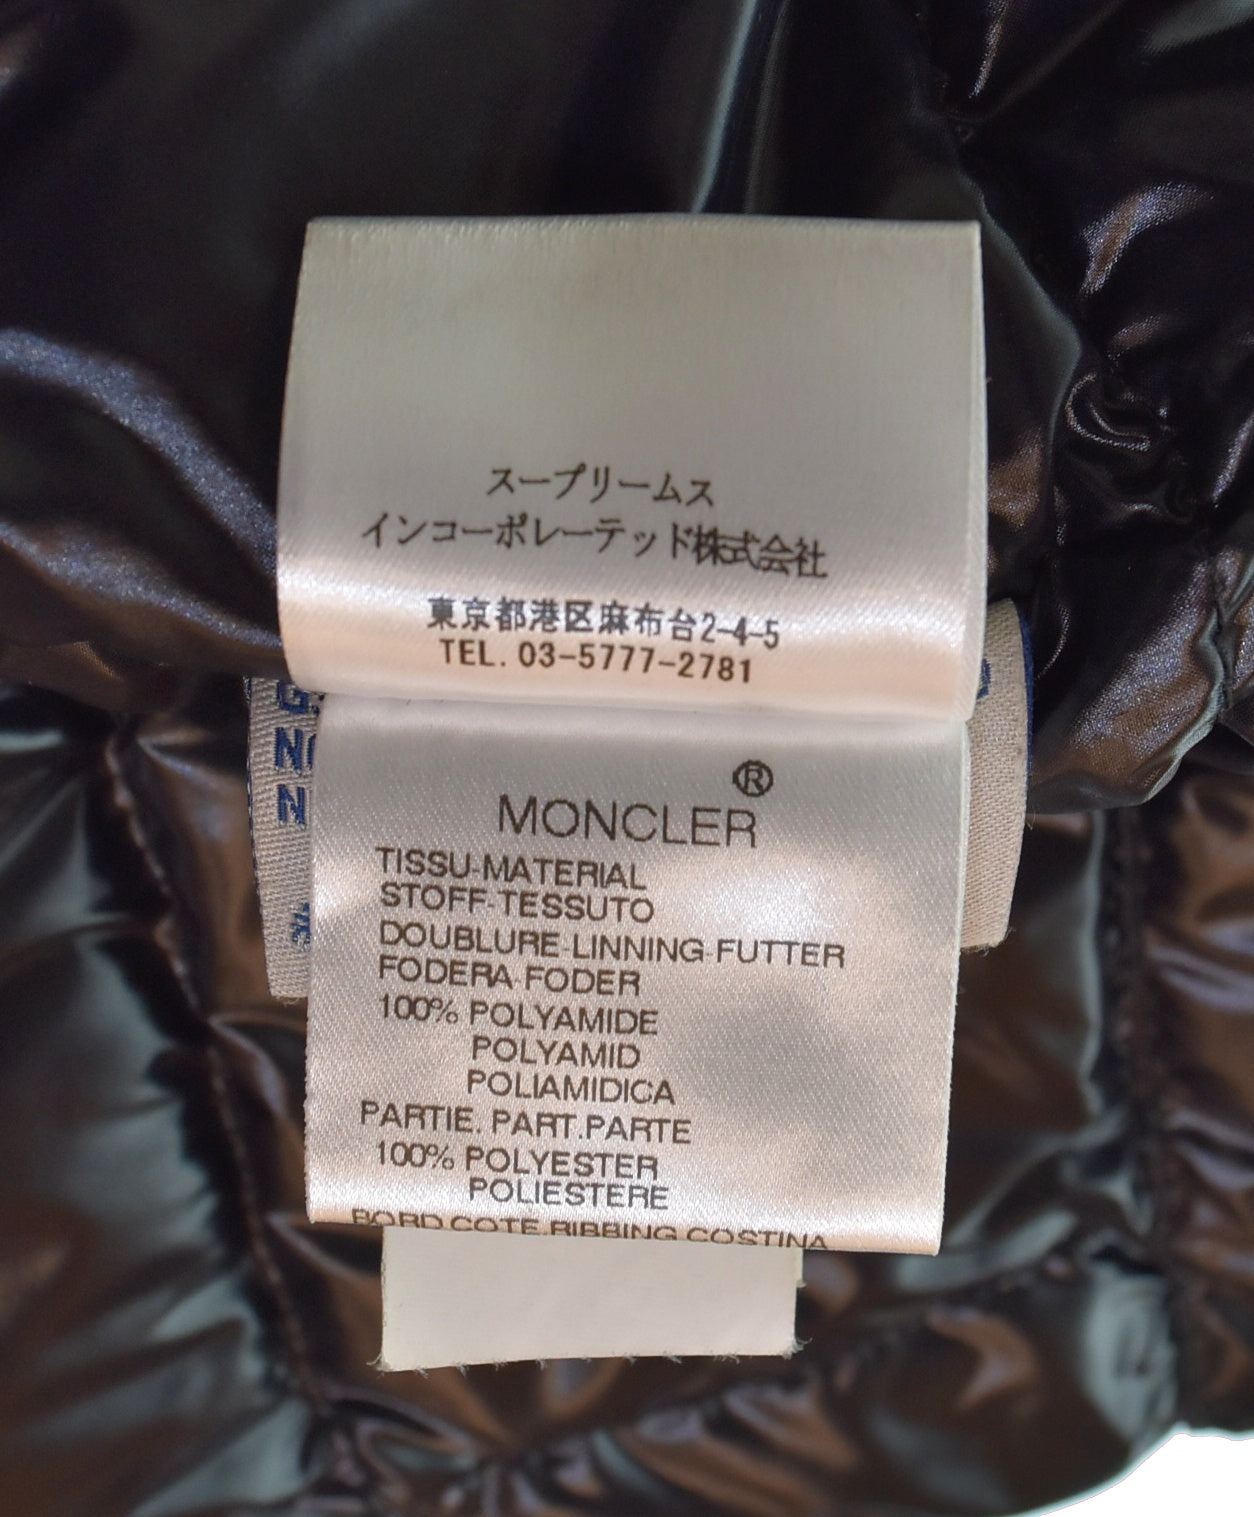 スープリームス
インコーポレーテッド株式会社
東京都港区麻布台2-4-5
TEL. 03-5777-2781
MONCLER®
TISSU-MATERIAL
STOFF-TESSUTO
DOUBLURE-LINNING-FUTTER
FODERA-FODER
100% POLYAMIDE
POLYAMID
POLIAMIDICA
PARTIE. PART.PARTE
100% POLYESTER
POLIESTERE
BORD COTE.RIBBING COSTINA